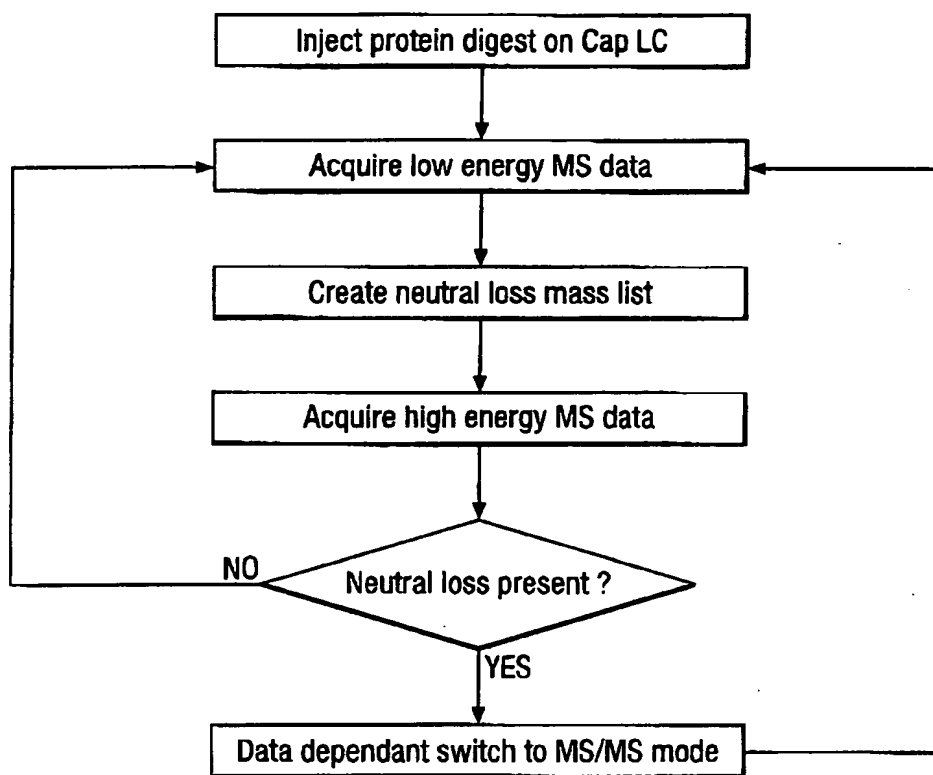 Inject protein digest on Cap LC
Acquire low energy MS data
Create neutral loss mass list
Acquire high energy MS data
Neutral loss present ?
NO
YES
Data dependant switch to MS/MS mode